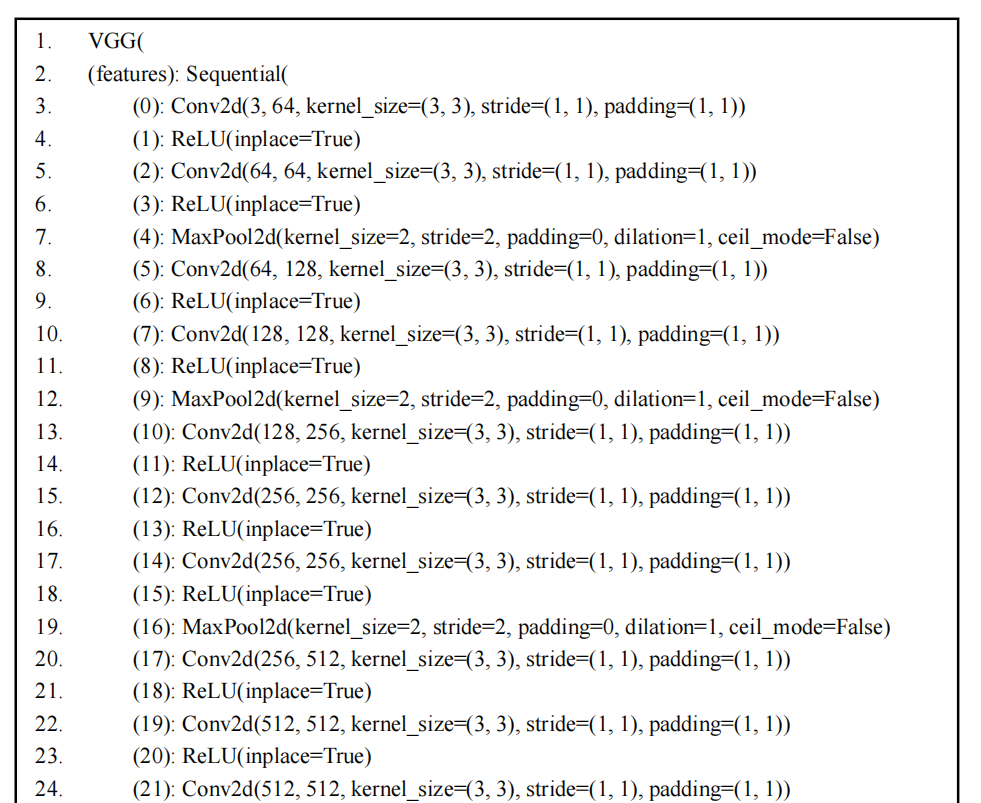 1. VGG(
2. (features): Sequential(
3. (0): Conv2d(3, 64, kernel_size=(3, 3), stride=(1, 1), padding=(1, 1))
4. (1): ReLU(inplace=True)
5. (2): Conv2d(64, 64, kernel_size=(3, 3), stride=(1, 1), padding=(1, 1))
6. (3): ReLU(inplace=True)
7. (4): MaxPool2d(kernel_size=2, stride=2, padding=0, dilation=1, ceil_mode=False)
8. (5): Conv2d(64, 128, kernel_size=(3, 3), stride=(1, 1), padding=(1, 1))
9. (6): ReLU(inplace=True)
10. (7): Conv2d(128, 128, kernel_size=(3, 3), stride=(1, 1), padding=(1, 1))
11. (8): ReLU(inplace=True)
12. (9): MaxPool2d(kernel_size=2, stride=2, padding=0, dilation=1, ceil_mode=False)
13. (10): Conv2d(128, 256, kernel_size=(3, 3), stride=(1, 1), padding=(1, 1))
14. (11): ReLU(inplace=True)
15. (12): Conv2d(256, 256, kernel_size=(3, 3), stride=(1, 1), padding=(1, 1))
16. (13): ReLU(inplace=True)
17. (14): Conv2d(256, 256, kernel_size=(3, 3), stride=(1, 1), padding=(1, 1))
18. (15): ReLU(inplace=True)
19. (16): MaxPool2d(kernel_size=2, stride=2, padding=0, dilation=1, ceil_mode=False)
20. (17): Conv2d(256, 512, kernel_size=(3, 3), stride=(1, 1), padding=(1, 1))
21. (18): ReLU(inplace=True)
22. (19): Conv2d(512, 512, kernel_size=(3, 3), stride=(1, 1), padding=(1, 1))
23. (20): ReLU(inplace=True)
24. (21): Conv2d(512, 512, kernel_size=(3, 3), stride=(1, 1), padding=(1, 1))